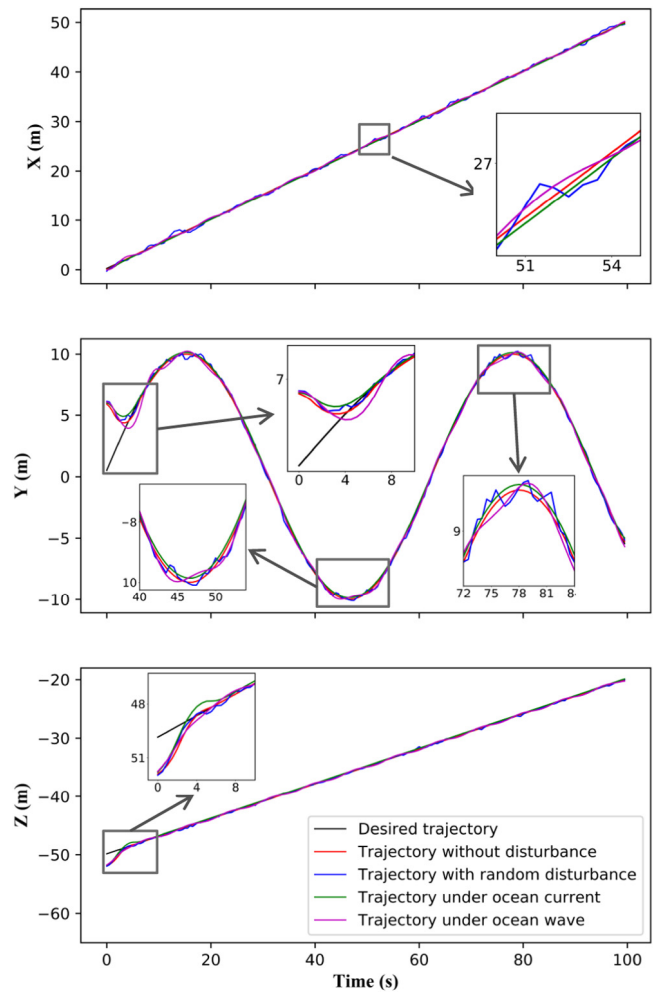 50
40
30
20
10
0
X (m)
27
51 54
10
5
0
−5
−10
Y (m)
7
0 4 8
−8
10
40 45 50
9
72 75 78 81 84
−20
−30
−40
−50
−60
Z (m)
48
51
0 4 8
Desired trajectory
Trajectory without disturbance
Trajectory with random disturbance
Trajectory under ocean current
Trajectory under ocean wave
0 20 40 60 80 100
Time (s)